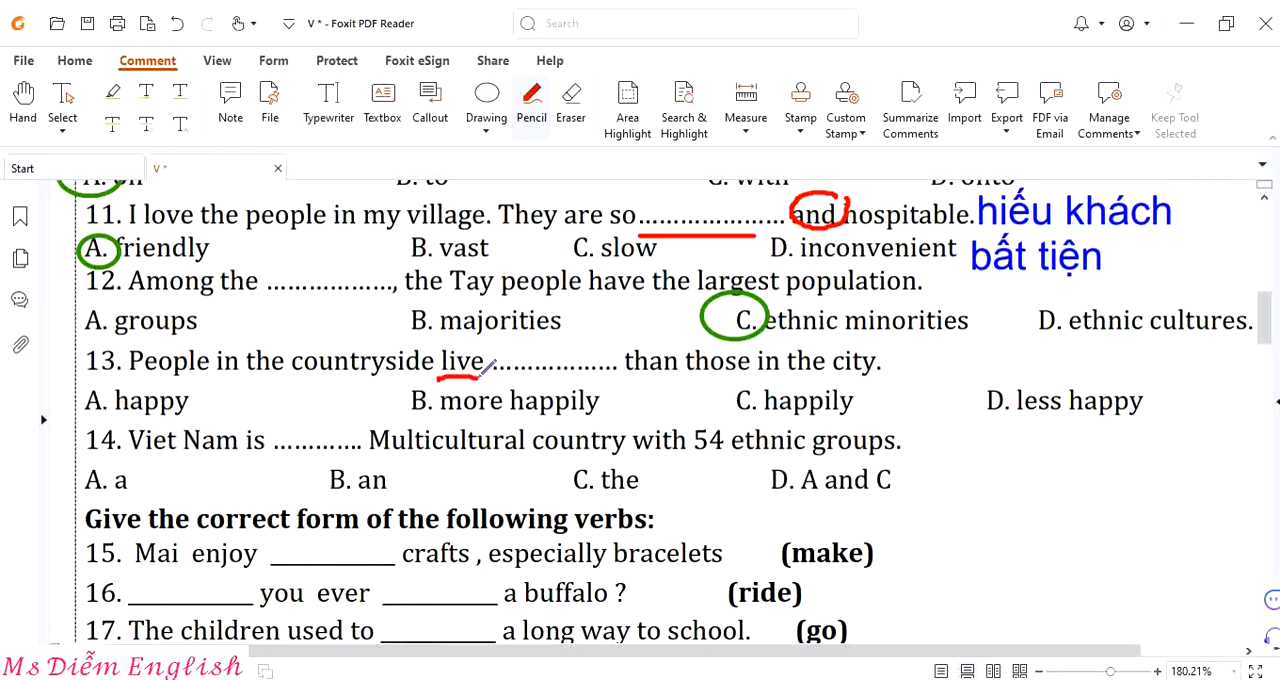 V * - Foxit PDF Reader
Search
File Home Comment View Form Protect Foxit eSign Share Help
Hand Select Note File Typewriter Textbox Callout Drawing Pencil Eraser Area Highlight Search & Highlight Measure Stamp Custom Stamp Summarize Comments Import Export PDF via Email Manage Comments Keep Tool Selected
Start V *
A. on B. to C. with D. onto
11. I love the people in my village. They are so………………… and hospitable. hiếu khách
A. friendly B. vast C. slow D. inconvenient bất tiện
12. Among the ………………, the Tay people have the largest population.
A. groups B. majorities C. ethnic minorities D. ethnic cultures.
13. People in the countryside live ……………… than those in the city.
A. happy B. more happily C. happily D. less happy
14. Viet Nam is …………. Multicultural country with 54 ethnic groups.
A. a B. an C. the D. A and C
Give the correct form of the following verbs:
15. Mai enjoy __________ crafts , especially bracelets (make)
16. __________ you ever _________ a buffalo ? (ride)
17. The children used to _________ a long way to school. (go)
Ms Diễm English
180.21%